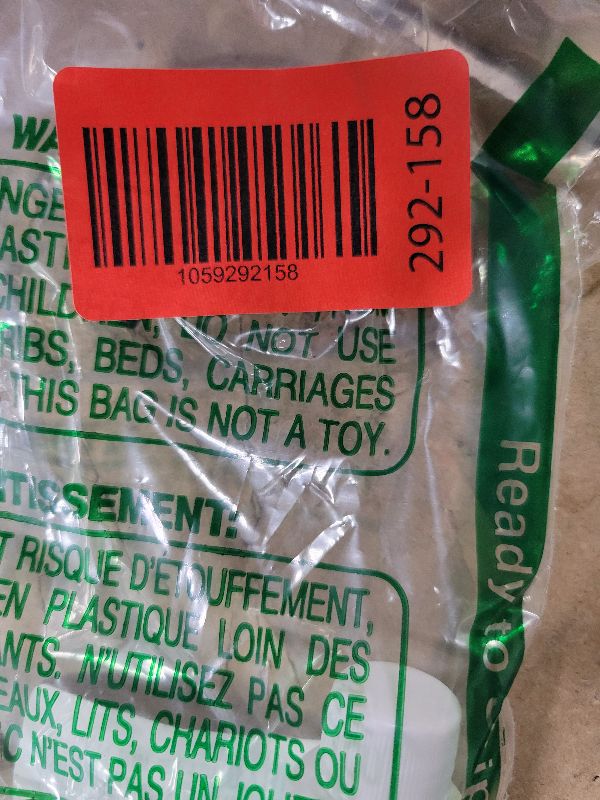 1059292158
292-158
WA
NGE
ASTI
CHILD
RIBS, BEDS, CARRIAGES
NOT USE
THIS BAG IS NOT A TOY.
TISSEMENT!
T RISQUE D'ÉTOUFFEMENT,
EN PLASTIQUE LOIN DES
ANTS. N'UTILISEZ PAS CE
EAUX, LITS, CHARIOTS OU
C N'EST PAS UN
Ready to